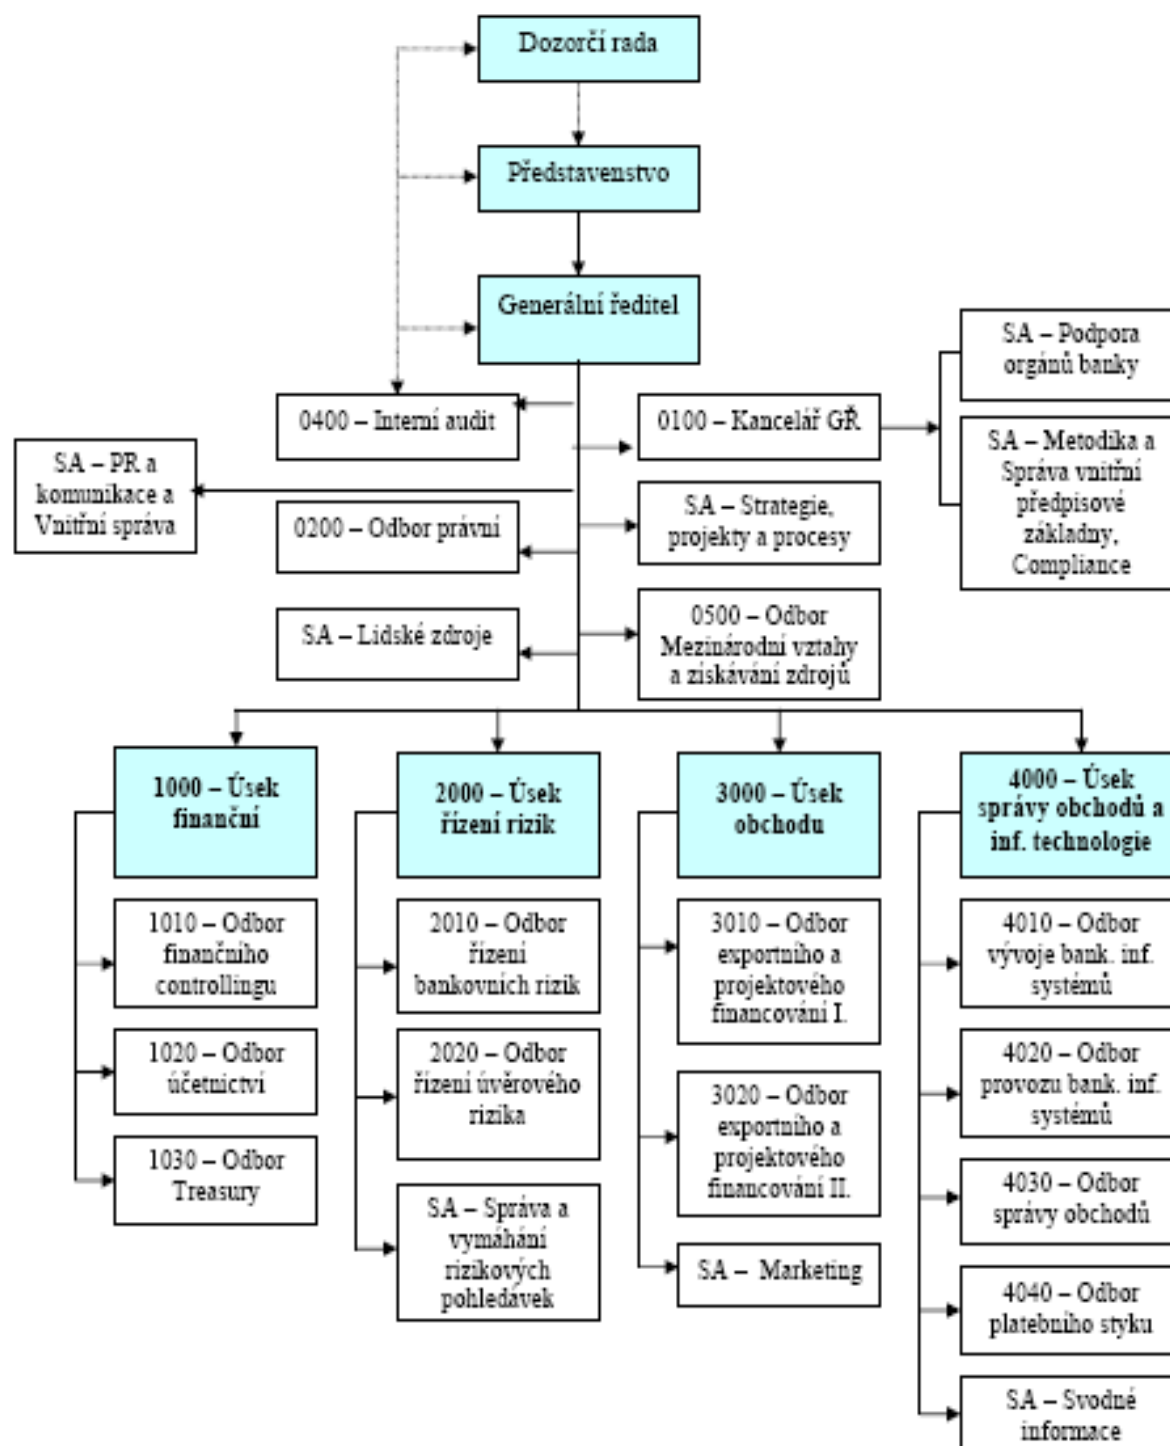 Dozorčí rada
Představenstvo
Generální ředitel
SA – Podpora
orgánů banky
0400 – Interní audit
0100 – Kancelář GŘ
SA – Metodika a
Správa vnitřní
předpisové
základny,
Compliance
SA – PR a
komunikace a
Vnitřní správa
SA – Strategie,
projekty a procesy
0200 – Odbor právní
SA – Lidské zdroje
0500 – Odbor
Mezinárodní vztahy
a získávání zdrojů
1000 – Úsek
finanční
2000 – Úsek
řízení rizik
3000 – Úsek
obchodu
4000 – Úsek
správy obchodů a
inf. technologie
1010 – Odbor
finančního
controllingu
2010 – Odbor
řízení
bankovních rizik
3010 – Odbor
exportního a
projektového
financování I.
4010 – Odbor
vývoje bank. inf.
systémů
1020 – Odbor
účetnictví
2020 – Odbor
řízení úvěrového
rizika
3020 – Odbor
exportního a
projektového
financování II.
4020 – Odbor
provozu bank. inf.
systémů
1030 – Odbor
Treasury
SA – Správa a
vymáhání
rizikových
pohledávek
SA – Marketing
4030 – Odbor
správy obchodů
4040 – Odbor
platebního styku
SA – Svodné
informace